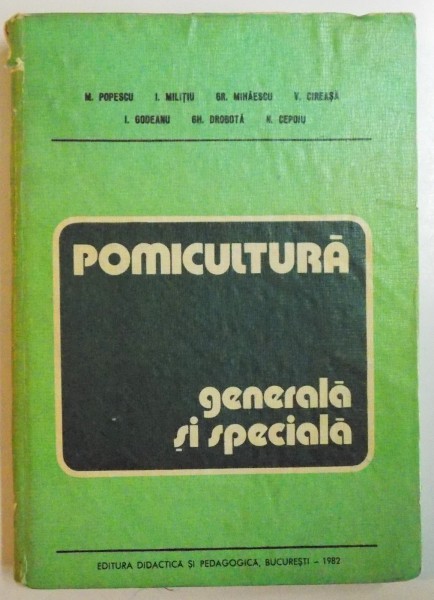 M. POPESCU I. MILIȚIU GR. MIHĂESCU V. CIREAȘĂ
I. GODEANU GH. DROBOTĂ N. CEPOIU
POMICULTURĂ
generală
și specială
EDITURA DIDACTICĂ ȘI PEDAGOGICĂ, BUCUREȘTI – 1982